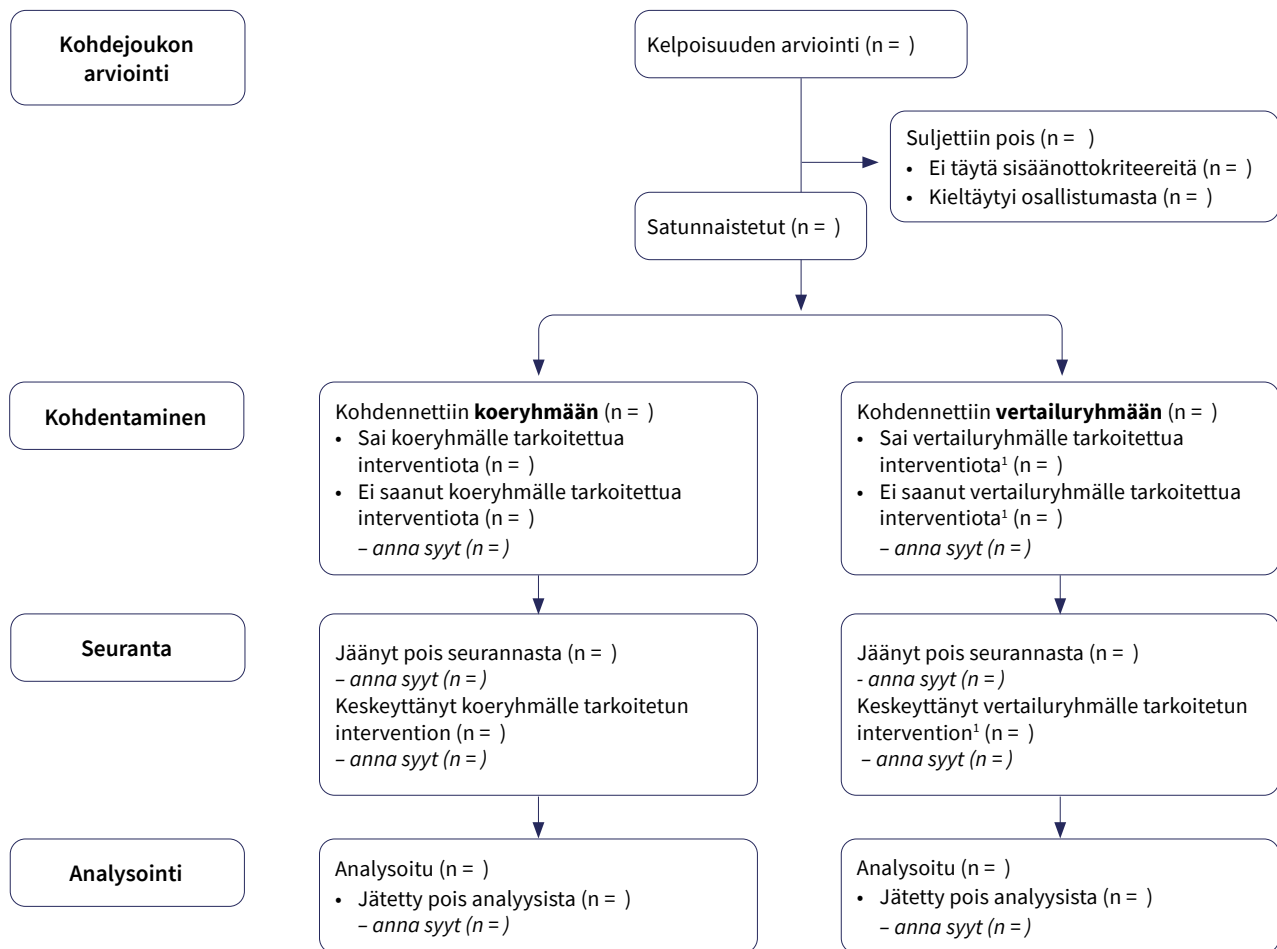 Kohdejoukon
arviointi
Kelpoisuuden arviointi (n = )
Suljettiin pois (n = )
• Ei täytä sisäänottokriteereitä (n = )
• Kieltäytyi osallistumasta (n = )
Satunnaistetut (n = )
Kohdentaminen
Kohdennettiin koeryhmään (n = )
• Sai koeryhmälle tarkoitettua
interventiota (n = )
• Ei saanut koeryhmälle tarkoitettua
interventiota (n = )
– anna syyt (n = )
Kohdennettiin vertailuryhmään (n = )
• Sai vertailuryhmälle tarkoitettua
interventiota¹ (n = )
• Ei saanut vertailuryhmälle tarkoitettua
interventiota¹ (n = )
– anna syyt (n = )
Seuranta
Jäänyt pois seurannasta (n = )
– anna syyt (n = )
Keskeyttänyt koeryhmälle tarkoitetun
intervention (n = )
– anna syyt (n = )
Jäänyt pois seurannasta (n = )
- anna syyt (n = )
Keskeyttänyt vertailuryhmälle tarkoitetun
intervention¹ (n = )
– anna syyt (n = )
Analysointi
Analysoitu (n = )
• Jätetty pois analyysista (n = )
– anna syyt (n = )
Analysoitu (n = )
• Jätetty pois analyysista (n = )
– anna syyt (n = )